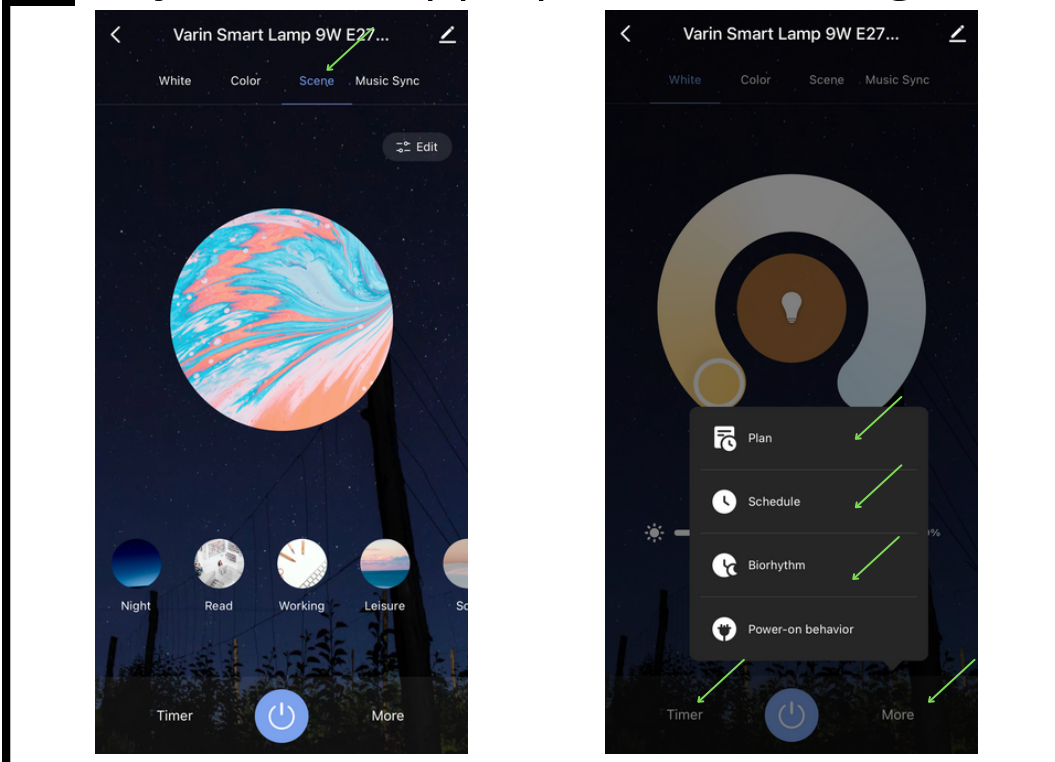 Varin Smart Lamp 9W E27...
White Color Scene Music Sync
Edit
Night Read Working Leisure
Timer More
Varin Smart Lamp 9W E27...
White Color Scene Music Sync
Plan
Schedule
Biorhythm
Power-on behavior
Timer More